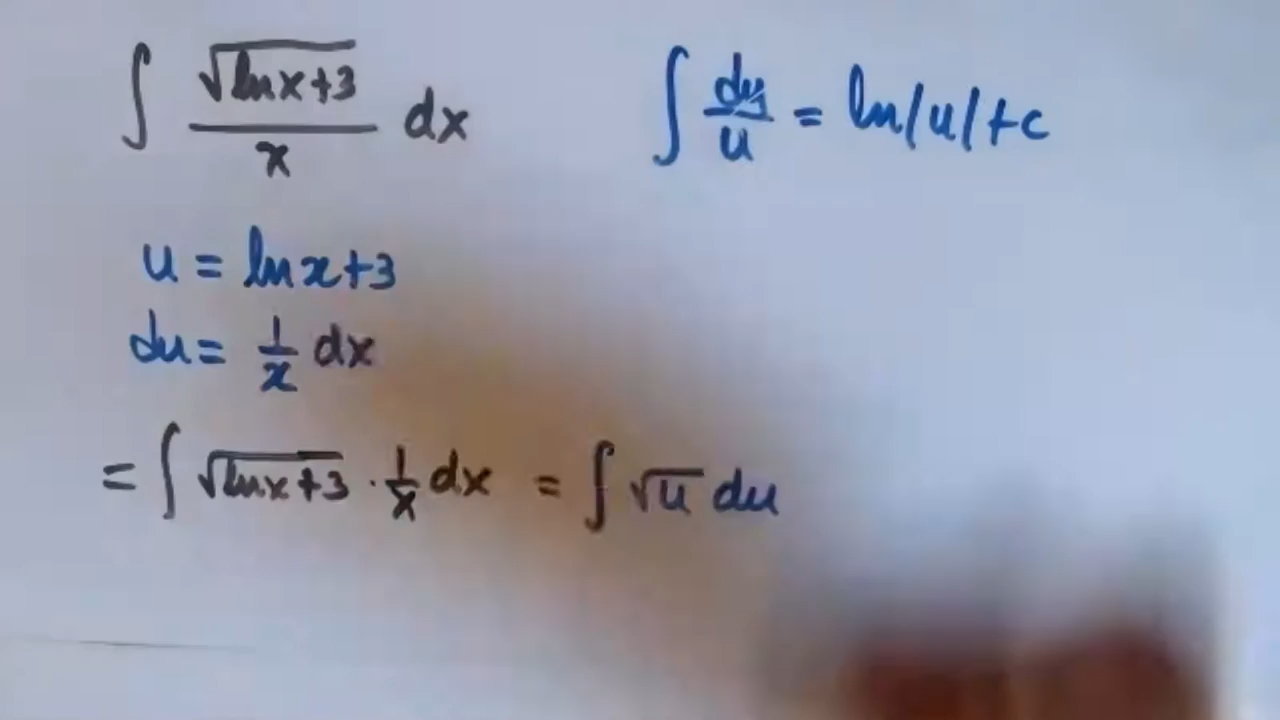 ∫ √(lnx+3) / x dx
∫ du/u = ln|u|+c
u = lnx+3
du = 1/x dx
= ∫ √(lnx+3) · 1/x dx = ∫ √u du